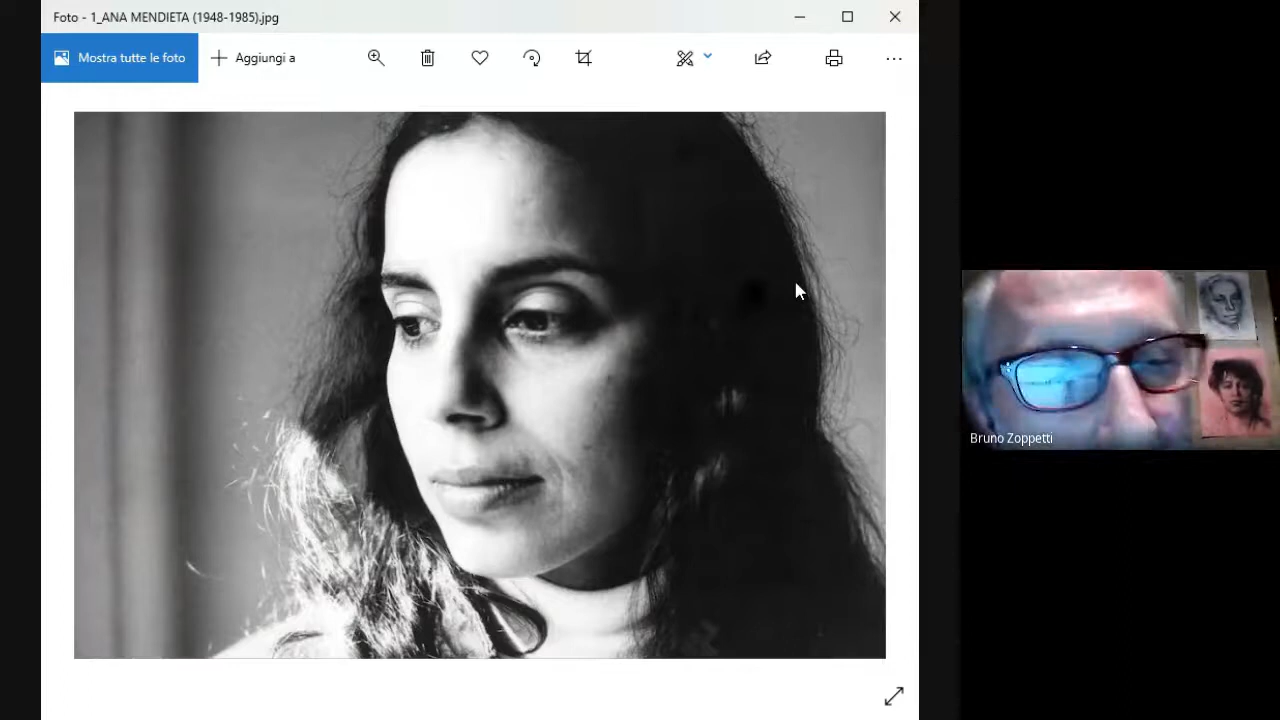 Foto - 1_ANA MENDIETA (1948-1985).jpg
Mostra tutte le foto
Aggiungi a
Bruno Zoppetti